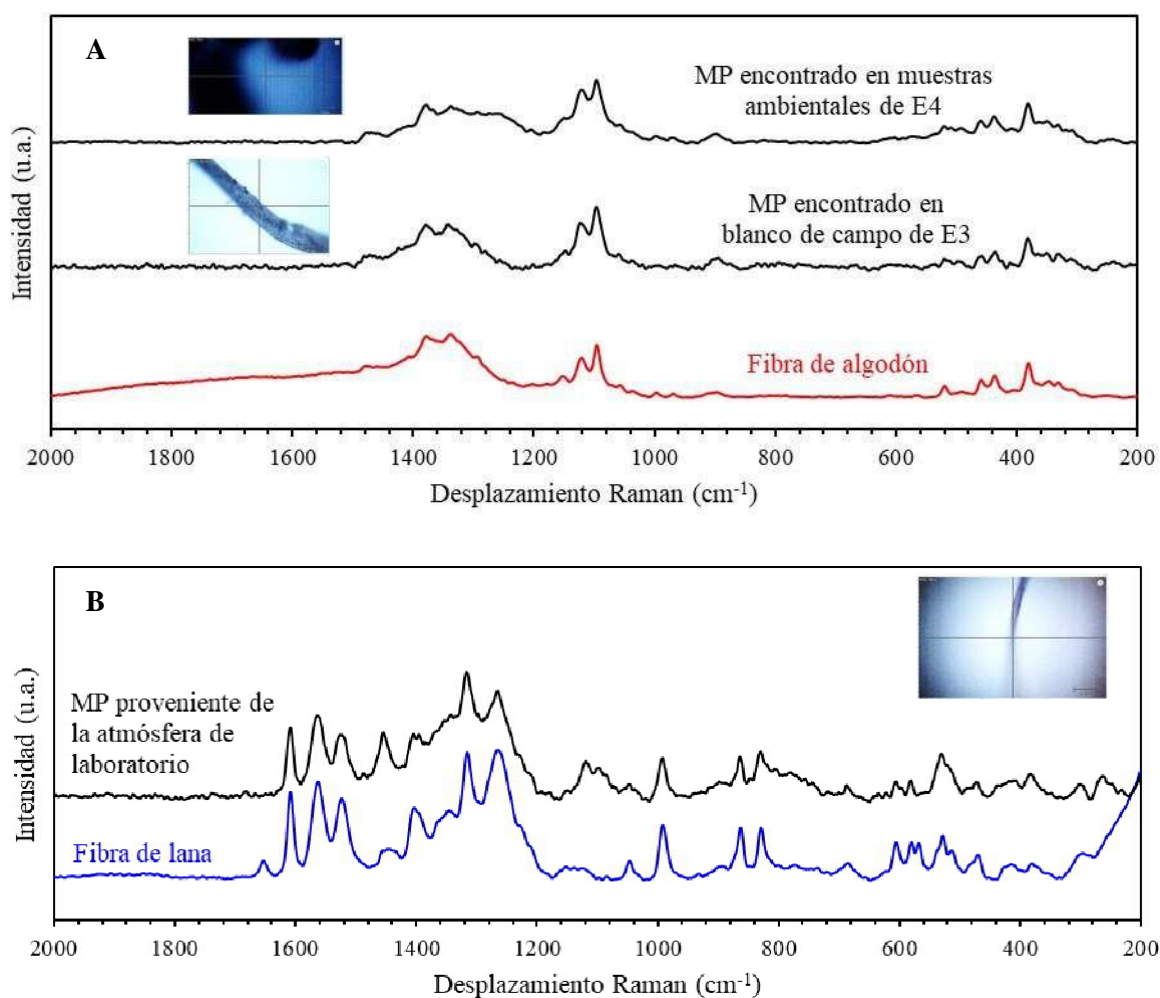 A
MP encontrado en muestras
ambientales de E4
MP encontrado en
blanco de campo de E3
Fibra de algodón
Intensidad (u.a.)
2000 1800 1600 1400 1200 1000 800 600 400 200
Desplazamiento Raman (cm-1)
B
MP proveniente de
la atmósfera de
laboratorio
Fibra de lana
Intensidad (u.a.)
2000 1800 1600 1400 1200 1000 800 600 400 200
Desplazamiento Raman (cm-1)